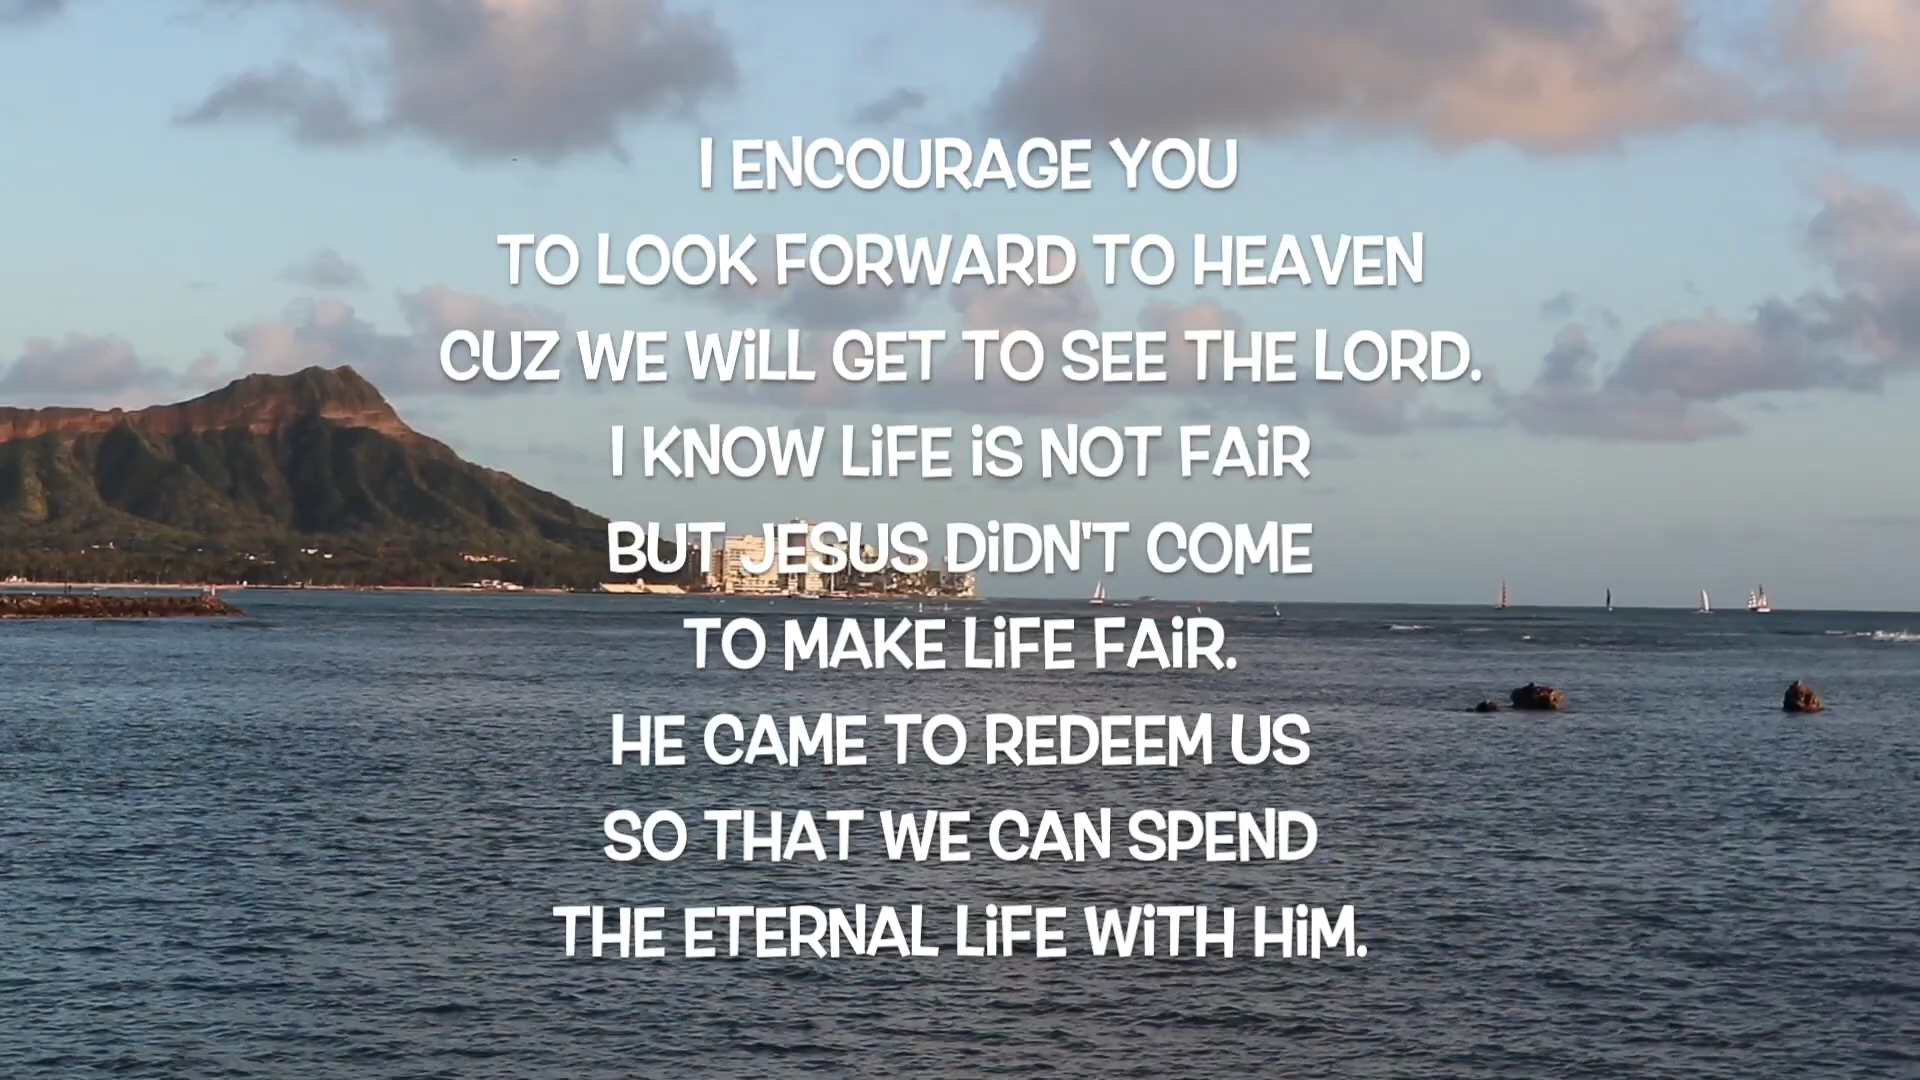 I ENCOURAGE YOU
TO LOOK FORWARD TO HEAVEN
CUZ WE WiLL GET TO SEE THE LORD.
I KNOW LiFE iS NOT FAiR
BUT JESUS DiDN'T COME
TO MAKE LiFE FAiR.
HE CAME TO REDEEM US
SO THAT WE CAN SPEND
THE ETERNAL LiFE WiTH HiM.